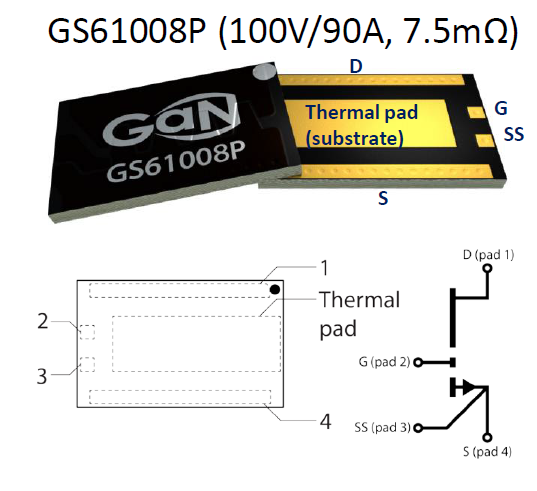 GS61008P (100V/90A, 7.5mΩ)
D
GaN
GS61008P
Thermal pad
(substrate)
G
SS
S
1
Thermal
pad
2
3
4
D (pad 1)
G (pad 2)
SS (pad 3)
S (pad 4)